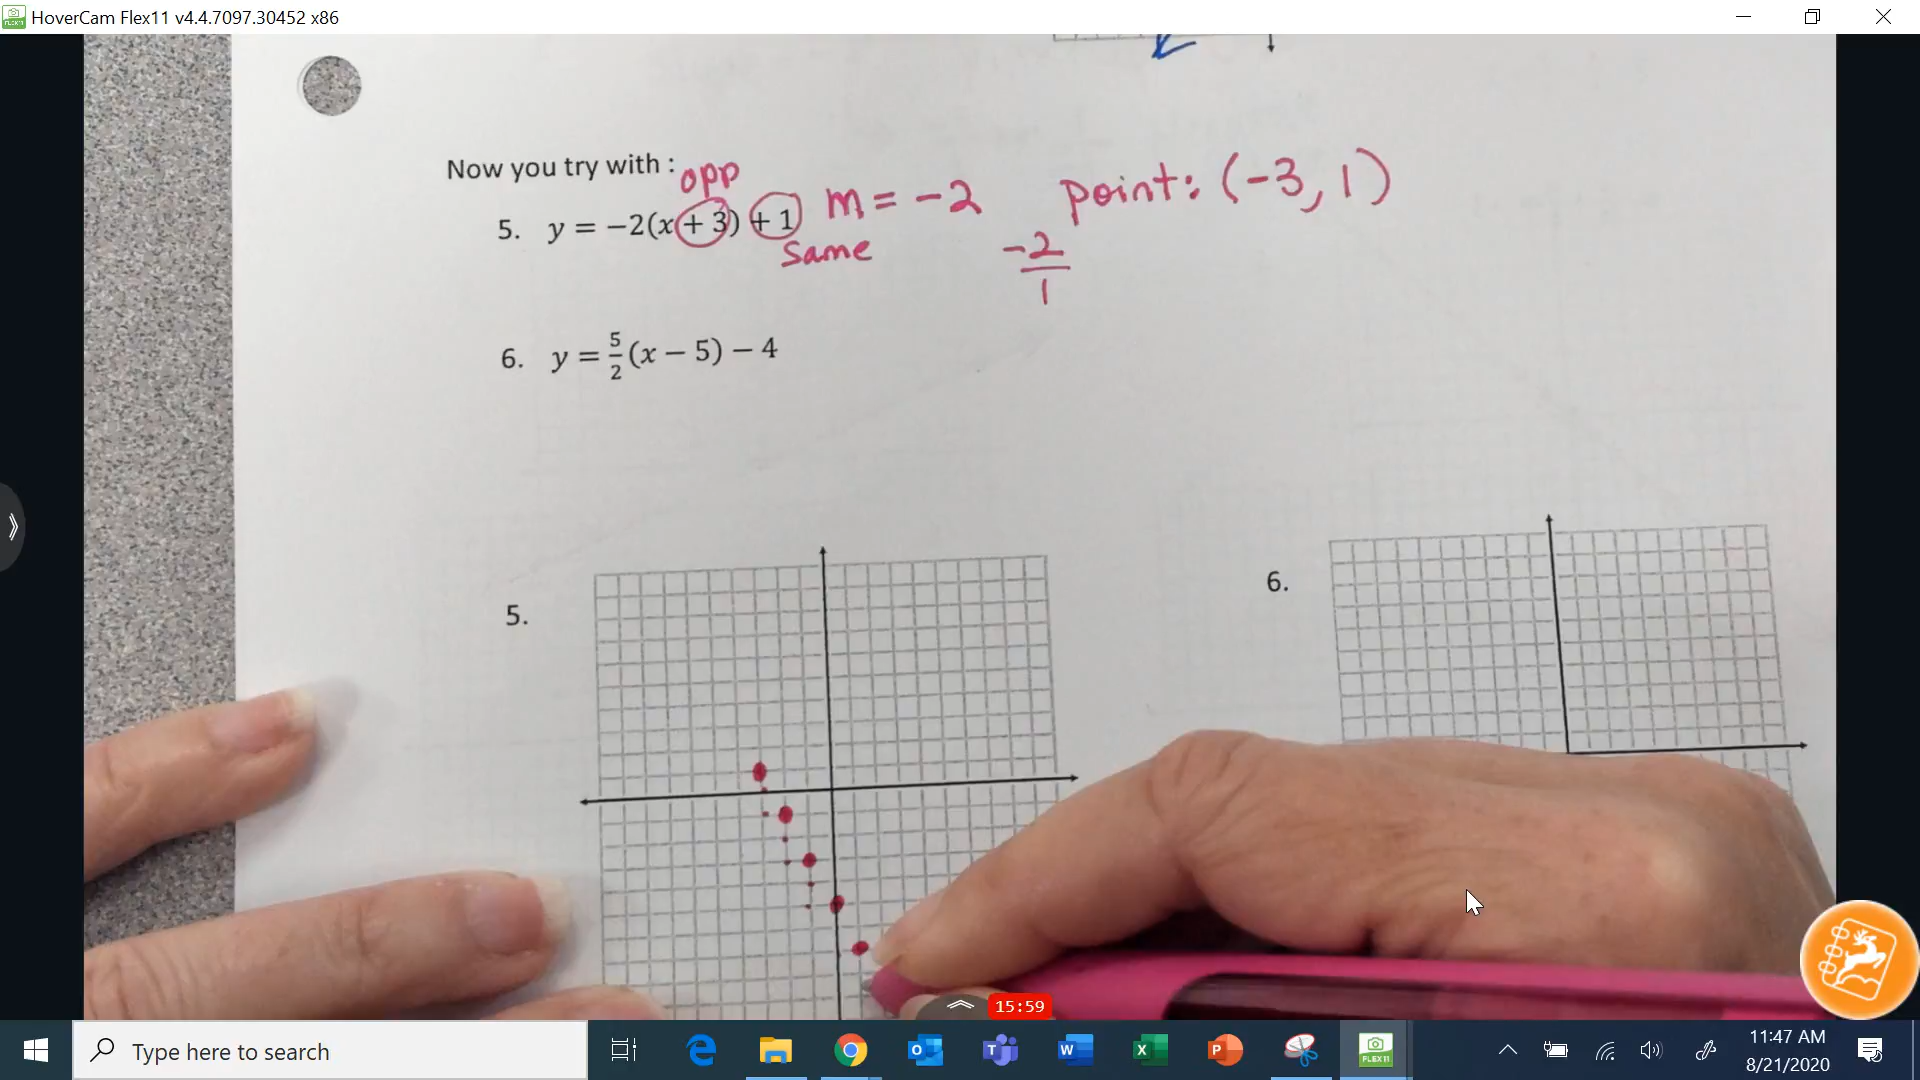 HoverCam Flex11 v4.4.7097.30452 x86
Now you try with :
opp
5. y = −2(x + 3) + 1 m = -2 point: (-3, 1)
same
-2
1
6. y = 5/2(x − 5) − 4
5.
6.
15:59
Type here to search
11:47 AM
8/21/2020
FLEX11